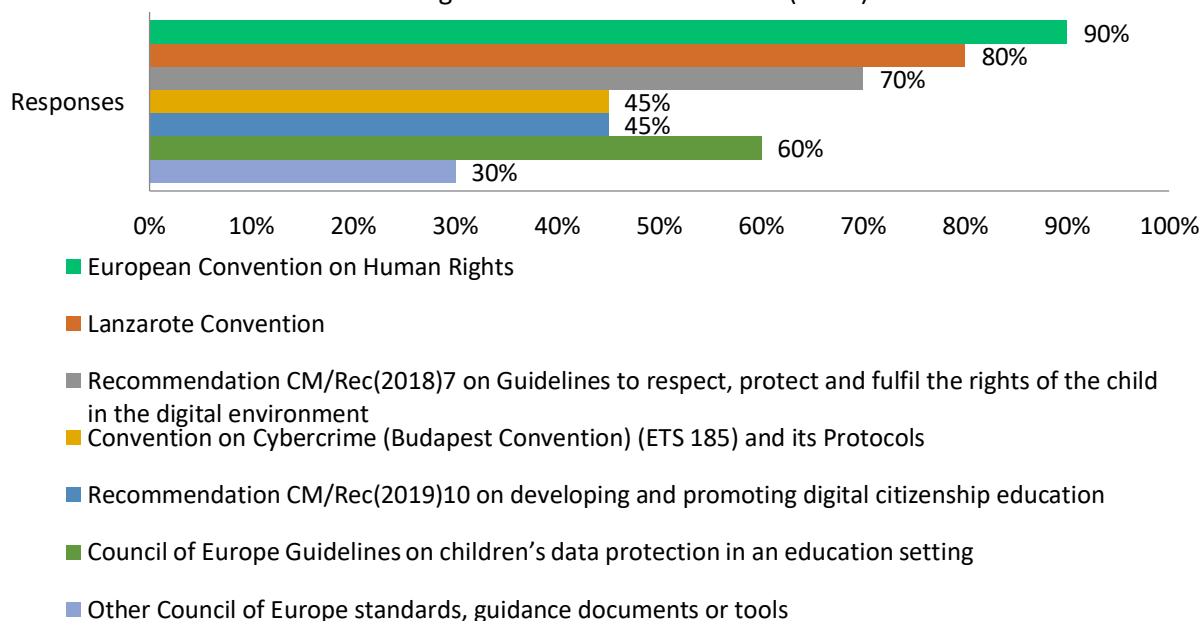 90%
80%
70%
Responses
45%
45%
60%
30%
0% 10% 20% 30% 40% 50% 60% 70% 80% 90% 100%
European Convention on Human Rights
Lanzarote Convention
Recommendation CM/Rec(2018)7 on Guidelines to respect, protect and fulfil the rights of the child
in the digital environment
Convention on Cybercrime (Budapest Convention) (ETS 185) and its Protocols
Recommendation CM/Rec(2019)10 on developing and promoting digital citizenship education
Council of Europe Guidelines on children’s data protection in an education setting
Other Council of Europe standards, guidance documents or tools